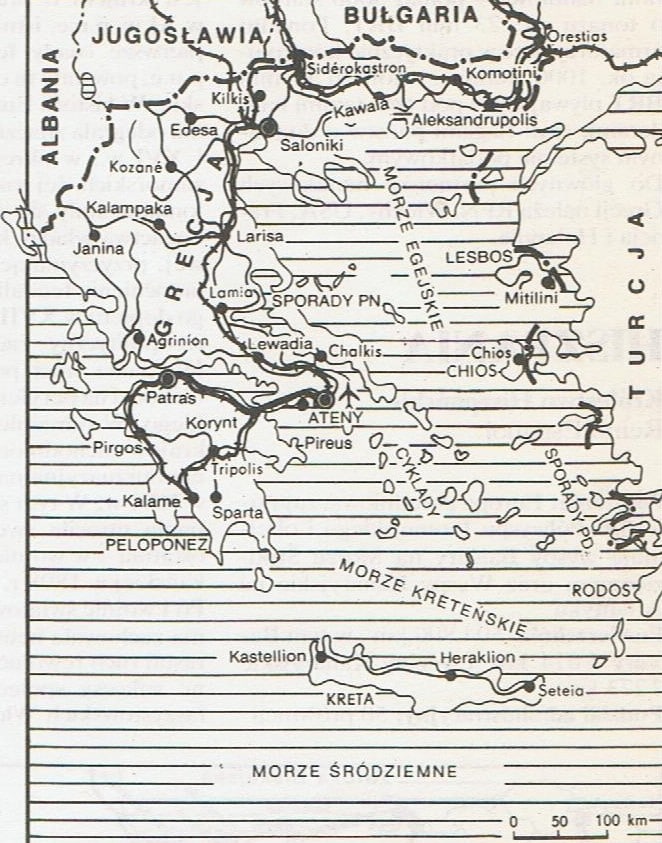 BUŁGARIA
JUGOSŁAWIA
ALBANIA
Orestias
Sidérokastron
Komotini
Kilkis
Kawala
Aleksandrupolis
Edesa
Saloniki
Kozané
GRECJA
MORZE EGEJSKIE
Kalampaka
Larisa
Janina
LESBOS
TURCJA
Mitilini
Lamia
SPORADY PN.
Agrinion
Lewadia
Chalkis
Chios
CHIOS
Patras
ATENY
Korynt
Pireus
Pirgos
CYKLADY
SPORADY PD.
Tripolis
Kalame
Sparta
PELOPONEZ
MORZE KRETEŃSKIE
RODOS
Kastellion
Heraklion
Seteia
KRETA
MORZE ŚRÓDZIEMNE
0 50 100 km